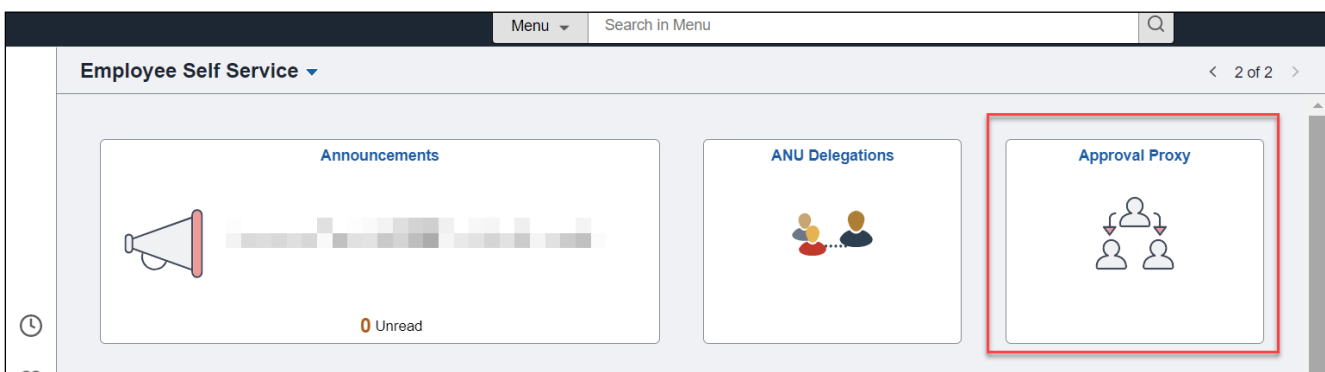 Menu
Search in Menu
Employee Self Service
2 of 2
Announcements
ANU Delegations
Approval Proxy
0 Unread